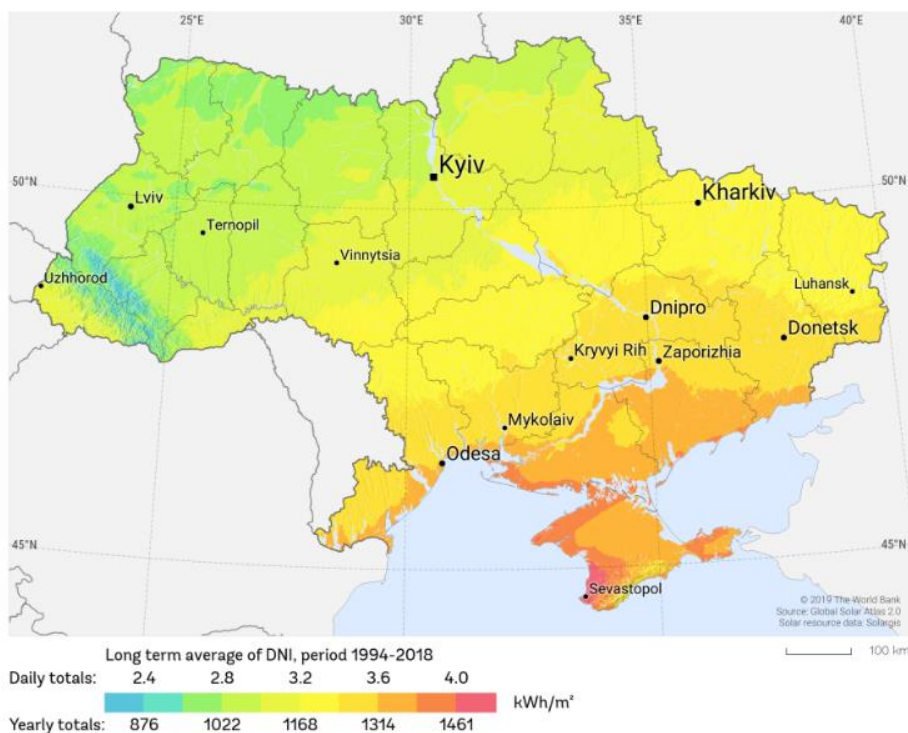 25°E 30°E 35°E 40°E
50°N 50°N
Kyiv
Kharkiv
Lviv
Ternopil
Vinnytsia
Uzhhorod
Luhansk
Dnipro
Donetsk
Kryvyi Rih
Zaporizhia
Mykolaiv
Odesa
45°N 45°N
Sevastopol
© 2019 The World Bank
Source: Global Solar Atlas 2.0
Solar resource data: Solargis
100 km
Long term average of DNI, period 1994-2018
Daily totals: 2.4 2.8 3.2 3.6 4.0
kWh/m²
Yearly totals: 876 1022 1168 1314 1461